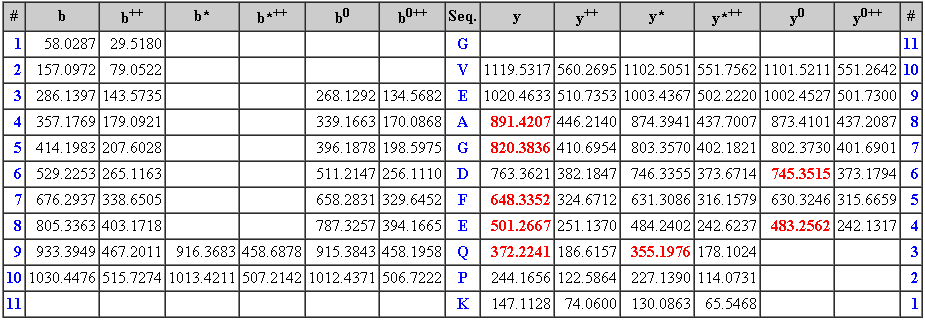 # b b++ b* b*++ b0 b0++ Seq. y y++ y* y*++ y0 y0++ #
1 58.0287 29.5180 G 11
2 157.0972 79.0522 V 1119.5317 560.2695 1102.5051 551.7562 1101.5211 551.2642 10
3 286.1397 143.5735 268.1292 134.5682 E 1020.4633 510.7353 1003.4367 502.2220 1002.4527 501.7300 9
4 357.1769 179.0921 339.1663 170.0868 A 891.4207 446.2140 874.3941 437.7007 873.4101 437.2087 8
5 414.1983 207.6028 396.1878 198.5975 G 820.3836 410.6954 803.3570 402.1821 802.3730 401.6901 7
6 529.2253 265.1163 511.2147 256.1110 D 763.3621 382.1847 746.3355 373.6714 745.3515 373.1794 6
7 676.2937 338.6505 658.2831 329.6452 F 648.3352 324.6712 631.3086 316.1579 630.3246 315.6659 5
8 805.3363 403.1718 787.3257 394.1665 E 501.2667 251.1370 484.2402 242.6237 483.2562 242.1317 4
9 933.3949 467.2011 916.3683 458.6878 915.3843 458.1958 Q 372.2241 186.6157 355.1976 178.1024 3
10 1030.4476 515.7274 1013.4211 507.2142 1012.4371 506.7222 P 244.1656 122.5864 227.1390 114.0731 2
11 K 147.1128 74.0600 130.0863 65.5468 1